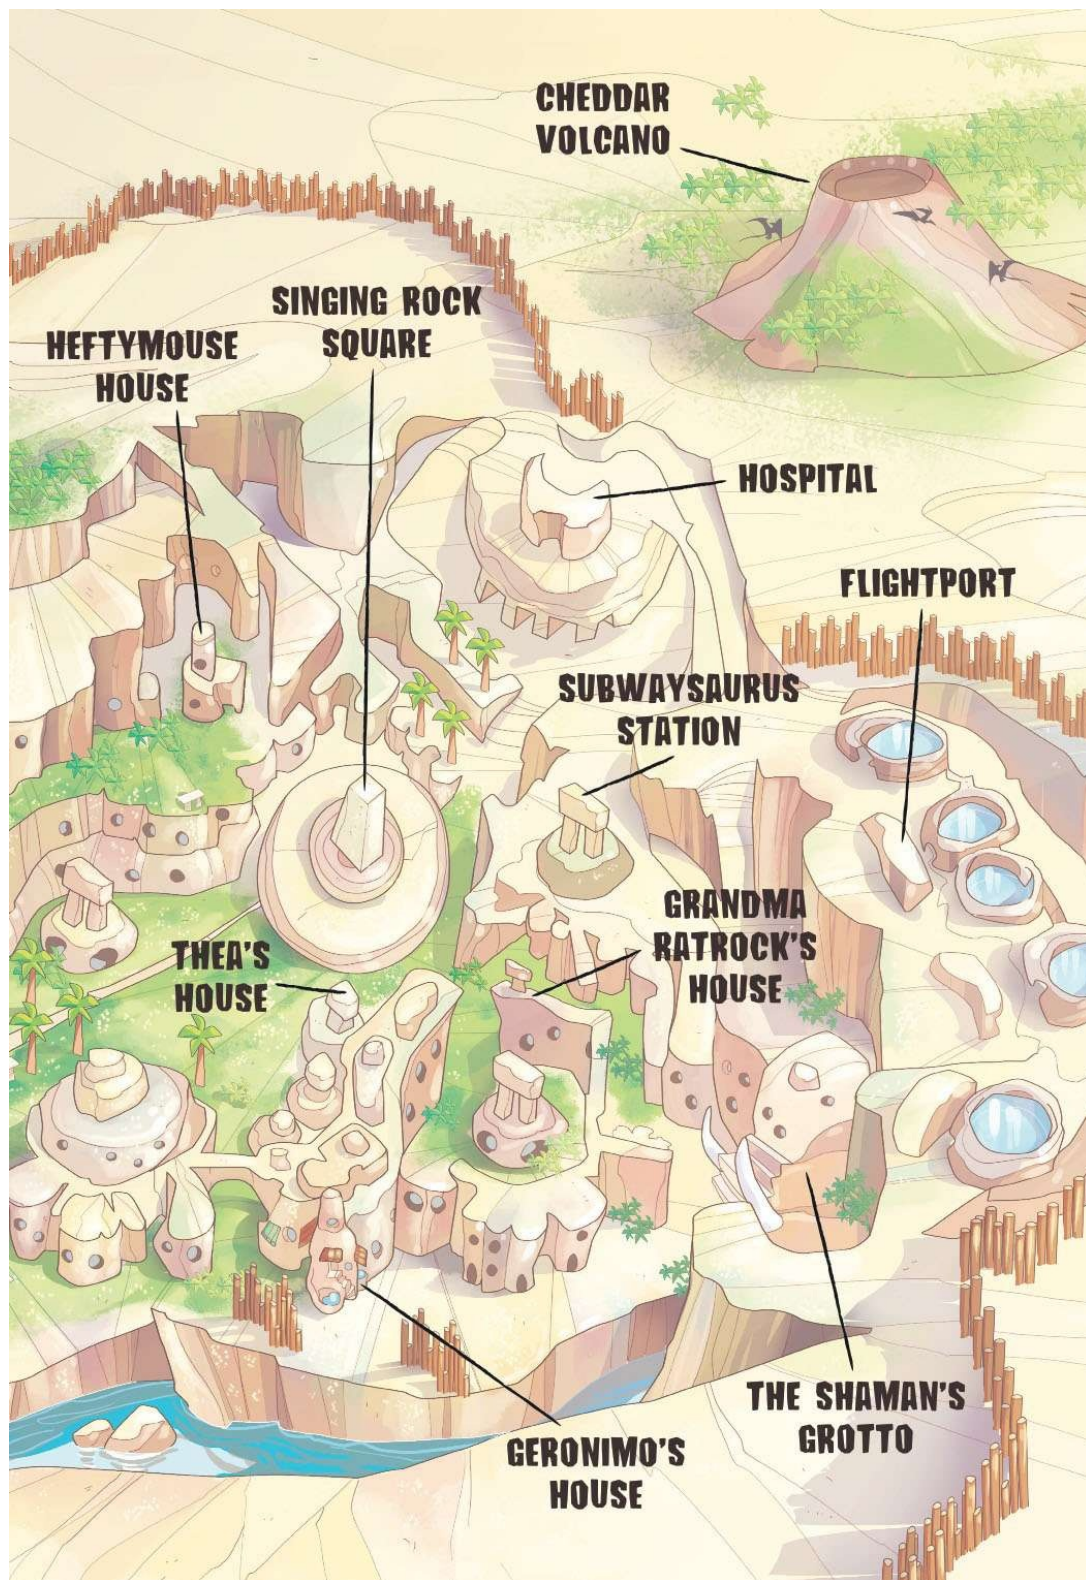 CHEDDAR
VOLCANO
SINGING ROCK
SQUARE
HEFTYMOUSE
HOUSE
HOSPITAL
FLIGHTPORT
SUBWAYSAURUS
STATION
GRANDMA
RATROCK'S
HOUSE
THEA'S
HOUSE
THE SHAMAN'S
GROTTO
GERONIMO'S
HOUSE